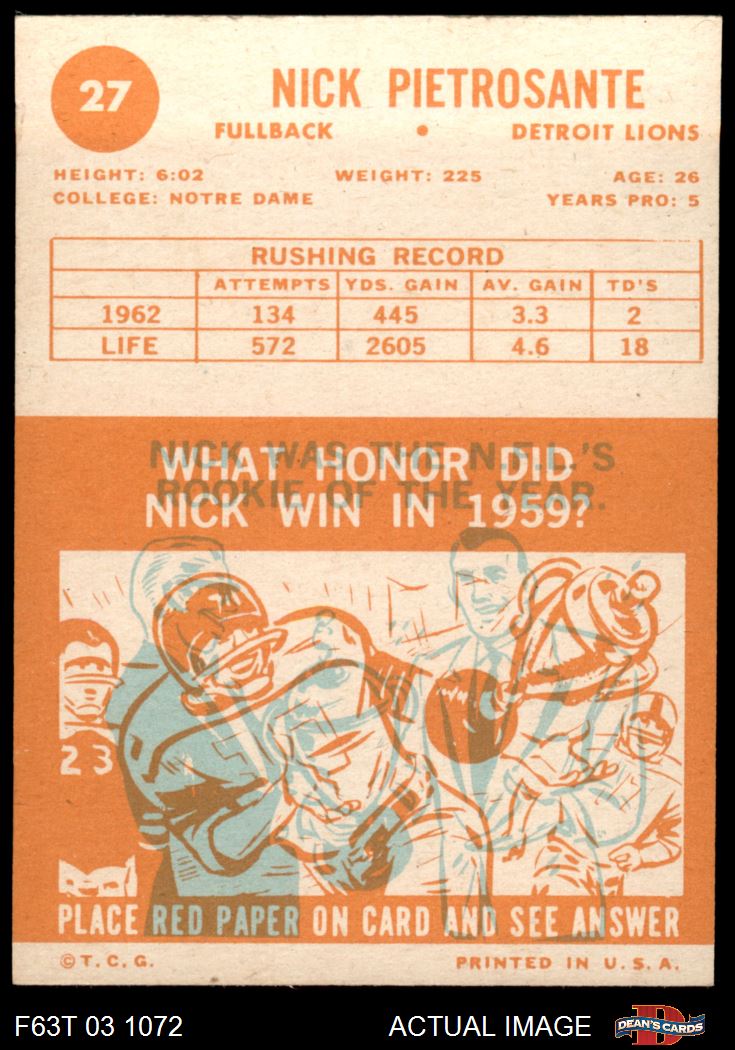 27
NICK PIETROSANTE
FULLBACK • DETROIT LIONS
HEIGHT: 6:02 WEIGHT: 225 AGE: 26
COLLEGE: NOTRE DAME YEARS PRO: 5
RUSHING RECORD
ATTEMPTS YDS. GAIN AV. GAIN TD'S
1962 134 445 3.3 2
LIFE 572 2605 4.6 18
NICK WAS THE N.F.L.'S
WHAT HONOR DID
ROOKIE OF THE YEAR.
NICK WIN IN 1959?
23
PLACE RED PAPER ON CARD AND SEE ANSWER
©T.C.G. PRINTED IN U.S.A.
F63T 03 1072 ACTUAL IMAGE DEAN'S CARDS